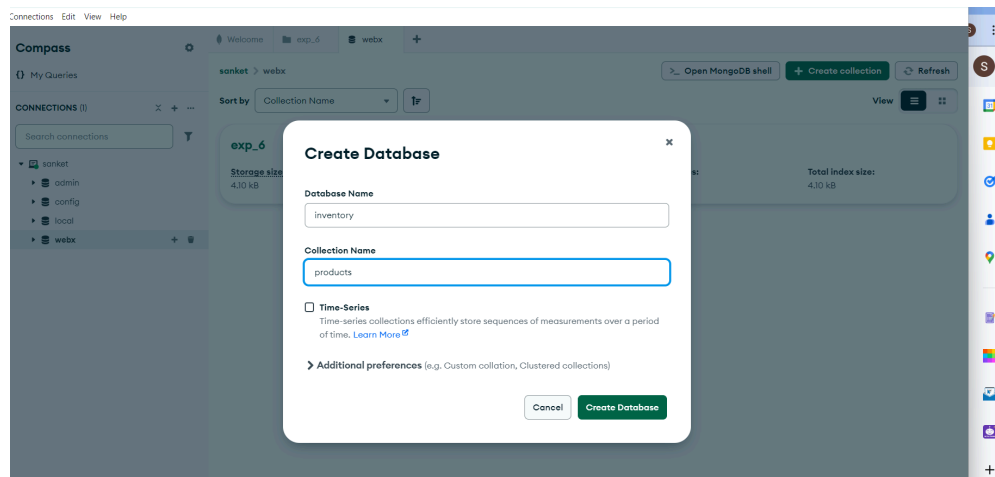 Connections Edit View Help
Compass
Welcome exp_6 webx
{} My Queries
sanket > webx
>_ Open MongoDB shell + Create collection Refresh
CONNECTIONS (1)
Sort by Collection Name View
Search connections
sanket
admin
config
local
webx
exp_6
Storage size
4.10 kB
Total index size:
4.10 kB
Create Database
Database Name
inventory
Collection Name
products
Time-Series
Time-series collections efficiently store sequences of measurements over a period
of time. Learn More
Additional preferences (e.g. Custom collation, Clustered collections)
Cancel Create Database
S
31